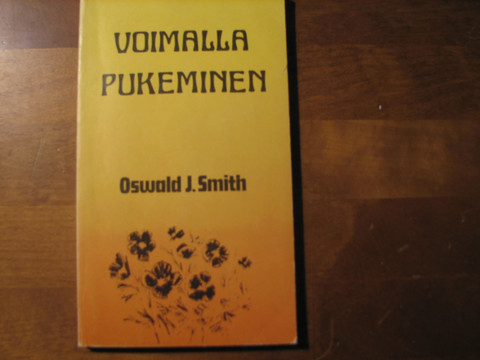 VOIMALLA
PUKEMINEN
Oswald J. Smith